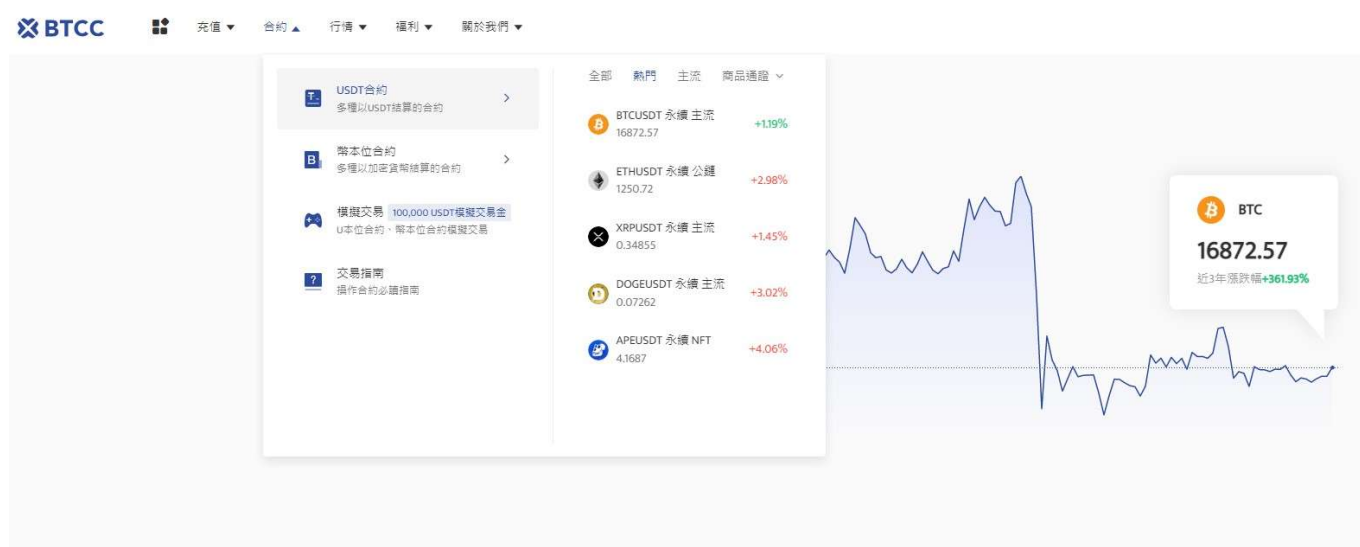 BTCC
充值 ▼
合約 ▲
行情 ▼
福利 ▼
關於我們 ▼
USDT合約
多種以USDT結算的合約
幣本位合約
多種以加密貨幣結算的合約
模擬交易 100,000 USDT模擬交易金
U本位合約、幣本位合約模擬交易
交易指南
操作合約必讀指南
全部 熱門 主流 商品通證
BTCUSDT 永續 主流
16872.57
+1.19%
ETHUSDT 永續 公鏈
1250.72
+2.98%
XRPUSDT 永續 主流
0.34855
+1.45%
DOGEUSDT 永續 主流
0.07262
+3.02%
APEUSDT 永續 NFT
4.1687
+4.06%
BTC
16872.57
近3年漲跌幅+361.93%